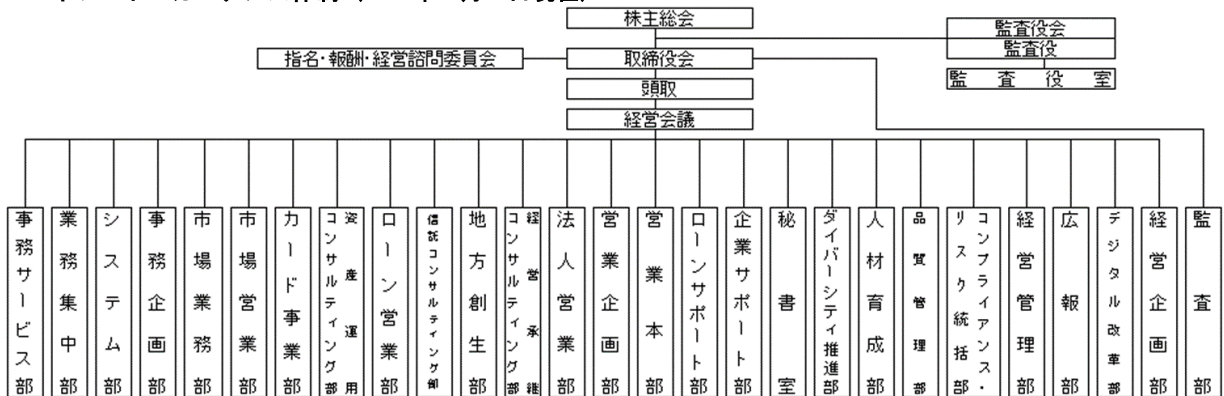 株主総会
監査役会
監査役
監査役室
指名・報酬・経営諮問委員会
取締役会
頭取
経営会議
事務サービス部
業務集中部
システム部
事務企画部
市場業務部
市場営業部
カード事業部
資産運用コンサルティング部
ローン営業部
信託コンサルティング部
地方創生部
経営承継コンサルティング部
法人営業部
営業企画部
営業本部
ローンサポート部
企業サポート部
秘書室
ダイバーシティ推進部
人材育成部
品質管理部
コンプライアンス・リスク統括部
経営管理部
広報部
デジタル改革部
経営企画部
監査部